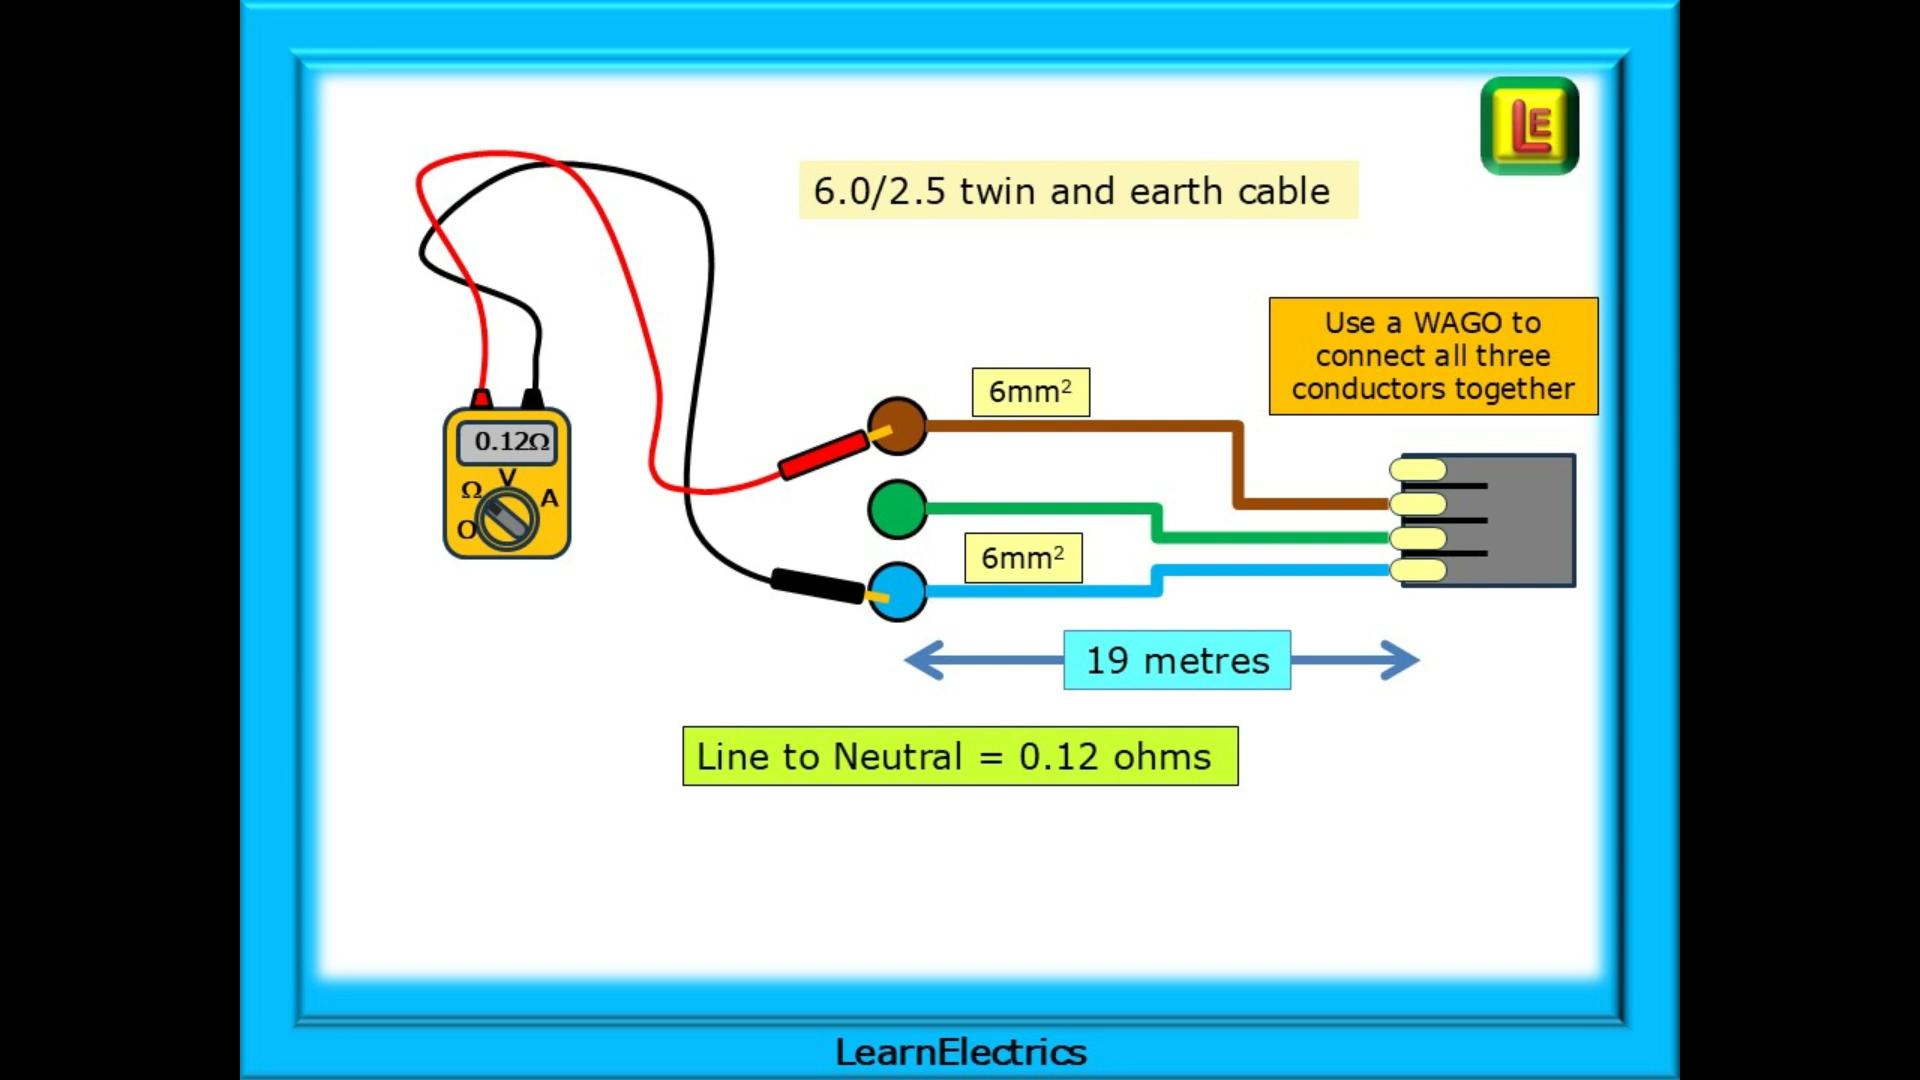 LE
6.0/2.5 twin and earth cable
Use a WAGO to
connect all three
conductors together
6mm²
0.12Ω
V
Ω
A
O
6mm²
19 metres
Line to Neutral = 0.12 ohms
LearnElectrics